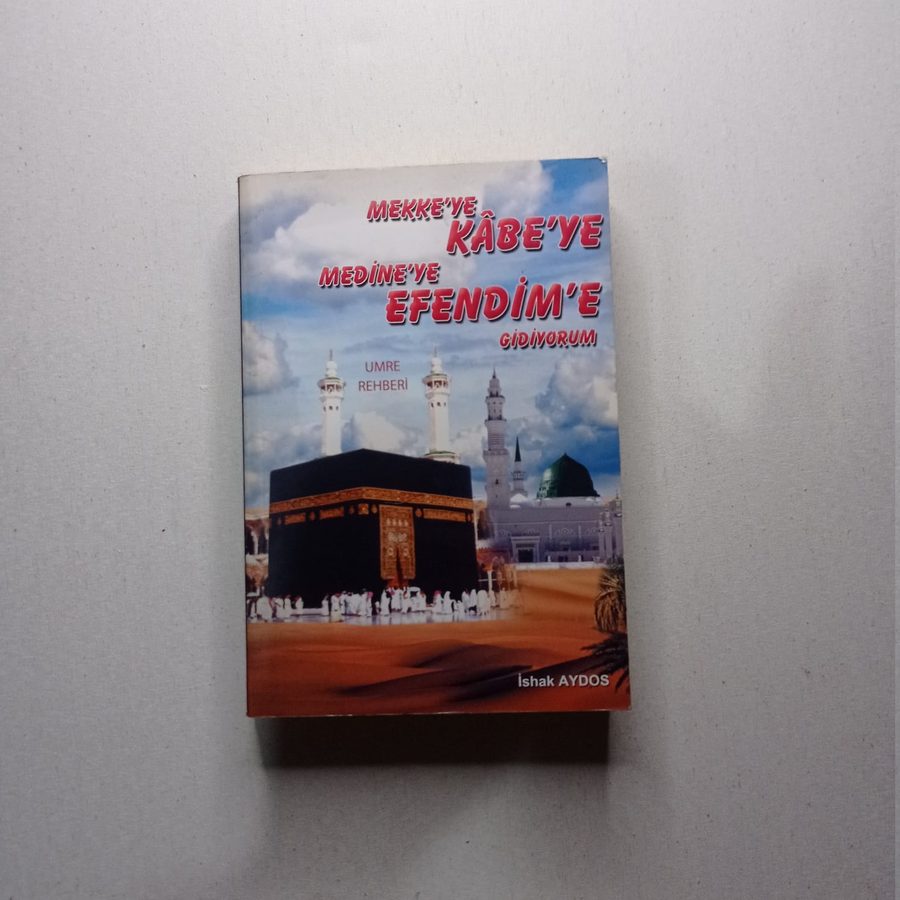 MEKKE'YE
KÂBE'YE
MEDİNE'YE
EFENDİM'E
GİDİYORUM
UMRE
REHBERİ
İshak AYDOS